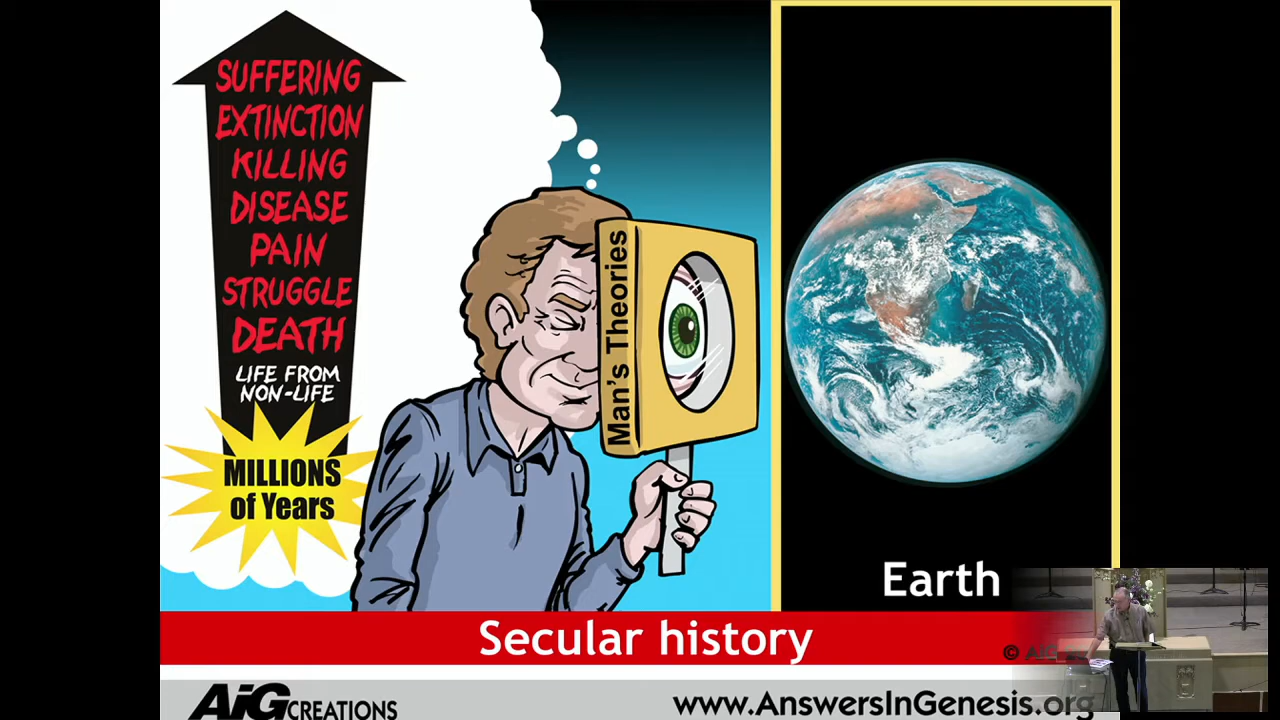 SUFFERING
EXTINCTION
KILLING
DISEASE
PAIN
STRUGGLE
DEATH
LIFE FROM
NON-LIFE
MILLIONS
of Years
Man's Theories
Earth
Secular history
© AiG
AiG CREATIONS
www.AnswersInGenesis.org